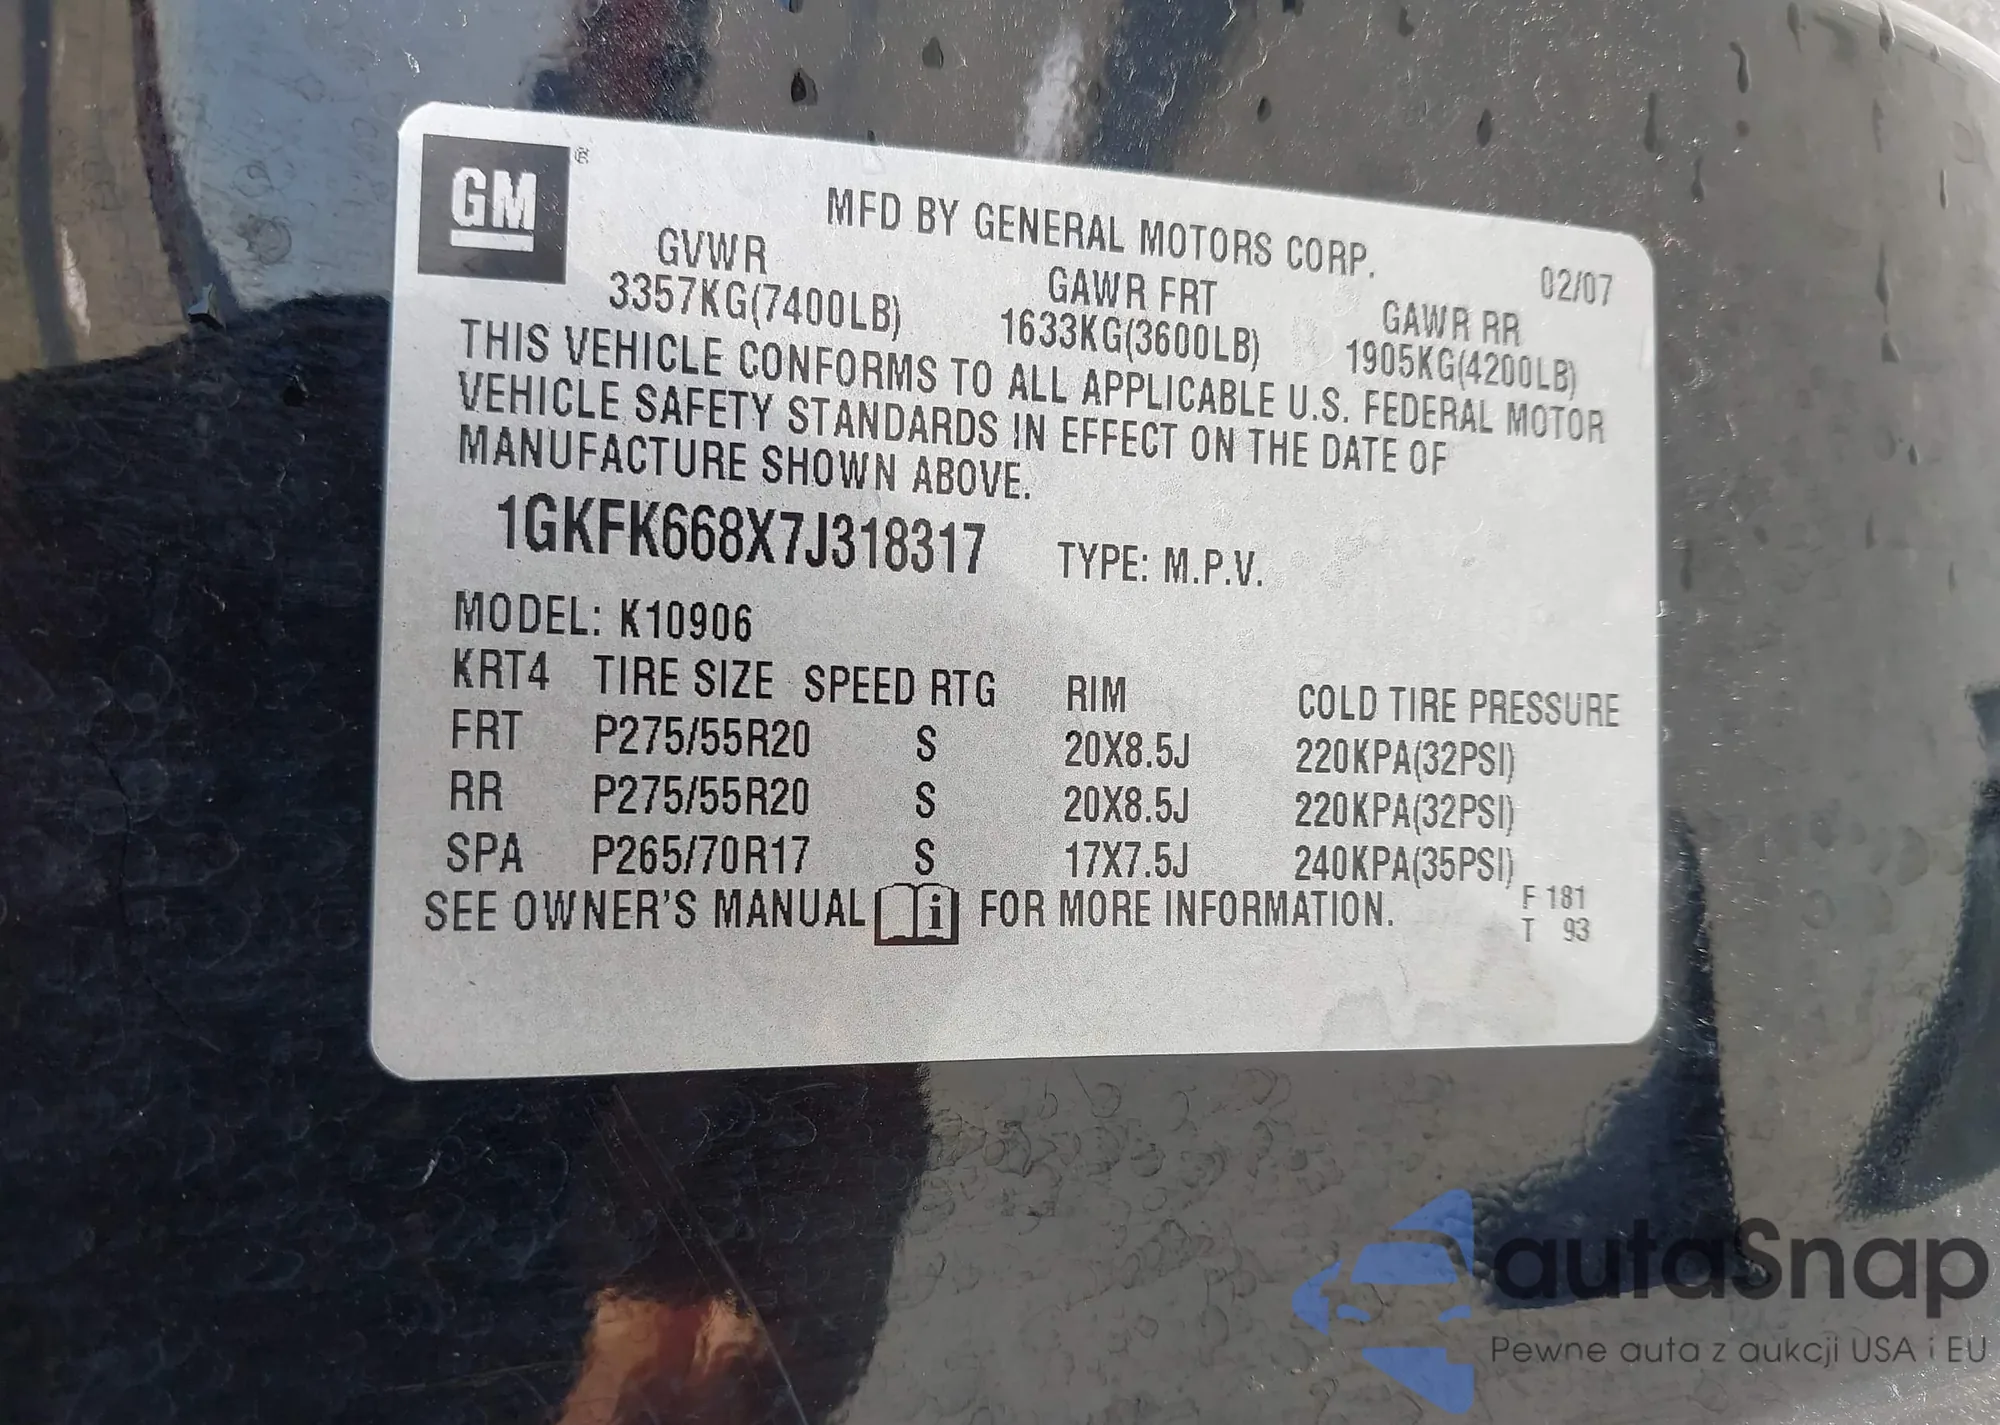 GM ®
MFD BY GENERAL MOTORS CORP.
02/07
GVWR
3357KG(7400LB)
GAWR FRT
1633KG(3600LB)
GAWR RR
1905KG(4200LB)
THIS VEHICLE CONFORMS TO ALL APPLICABLE U.S. FEDERAL MOTOR
VEHICLE SAFETY STANDARDS IN EFFECT ON THE DATE OF
MANUFACTURE SHOWN ABOVE.
1GKFK668X7J318317 TYPE: M.P.V.
MODEL: K10906
KRT4 TIRE SIZE SPEED RTG RIM COLD TIRE PRESSURE
FRT P275/55R20 S 20X8.5J 220KPA(32PSI)
RR P275/55R20 S 20X8.5J 220KPA(32PSI)
SPA P265/70R17 S 17X7.5J 240KPA(35PSI)
SEE OWNER'S MANUAL i FOR MORE INFORMATION.
F 181
T 93
autaSnap
Pewne auta z aukcji USA i EU